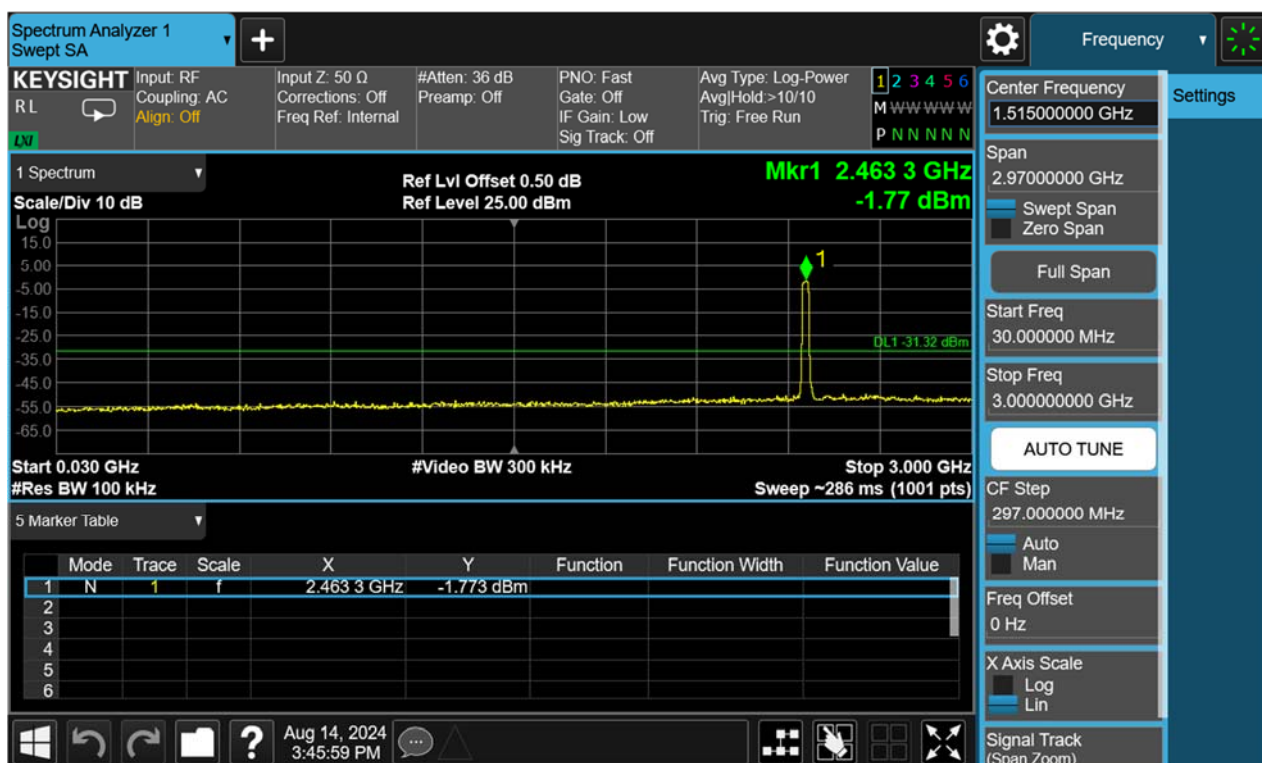 Spectrum Analyzer 1
Swept SA
Frequency
KEYSIGHT
RL
LXI
Input: RF
Coupling: AC
Align: Off
Input Z: 50 Ω
Corrections: Off
Freq Ref: Internal
#Atten: 36 dB
Preamp: Off
PNO: Fast
Gate: Off
IF Gain: Low
Sig Track: Off
Avg Type: Log-Power
Avg|Hold:>10/10
Trig: Free Run
1 2 3 4 5 6
M W W W W W
P N N N N N
1 Spectrum
Scale/Div 10 dB
Ref Lvl Offset 0.50 dB
Ref Level 25.00 dBm
Mkr1 2.463 3 GHz
-1.77 dBm
Log
15.0
5.00
-5.00
-15.0
-25.0
-35.0
-45.0
-55.0
-65.0
1
DL1 -31.32 dBm
Start 0.030 GHz #Video BW 300 kHz Stop 3.000 GHz
#Res BW 100 kHz Sweep ~286 ms (1001 pts)
5 Marker Table
Mode Trace Scale X Y Function Function Width Function Value
1 N 1 f 2.463 3 GHz -1.773 dBm
2
3
4
5
6
Aug 14, 2024
3:45:59 PM
Settings
Center Frequency
1.515000000 GHz
Span
2.97000000 GHz
Swept Span
Zero Span
Full Span
Start Freq
30.000000 MHz
Stop Freq
3.000000000 GHz
AUTO TUNE
CF Step
297.000000 MHz
Auto
Man
Freq Offset
0 Hz
X Axis Scale
Log
Lin
Signal Track
(Span Zoom)